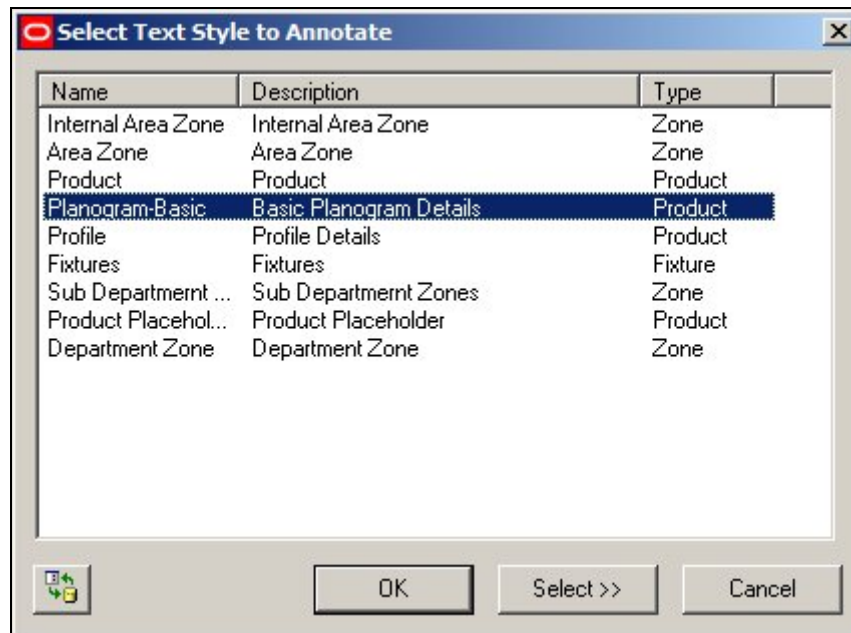 Select Text Style to Annotate
Name Description Type
Internal Area Zone Internal Area Zone Zone
Area Zone Area Zone Zone
Product Product Product
Planogram-Basic Basic Planogram Details Product
Profile Profile Details Product
Fixtures Fixtures Fixture
Sub Departmernt ... Sub Departmernt Zones Zone
Product Placehol... Product Placeholder Product
Department Zone Department Zone Zone
OK Select >> Cancel